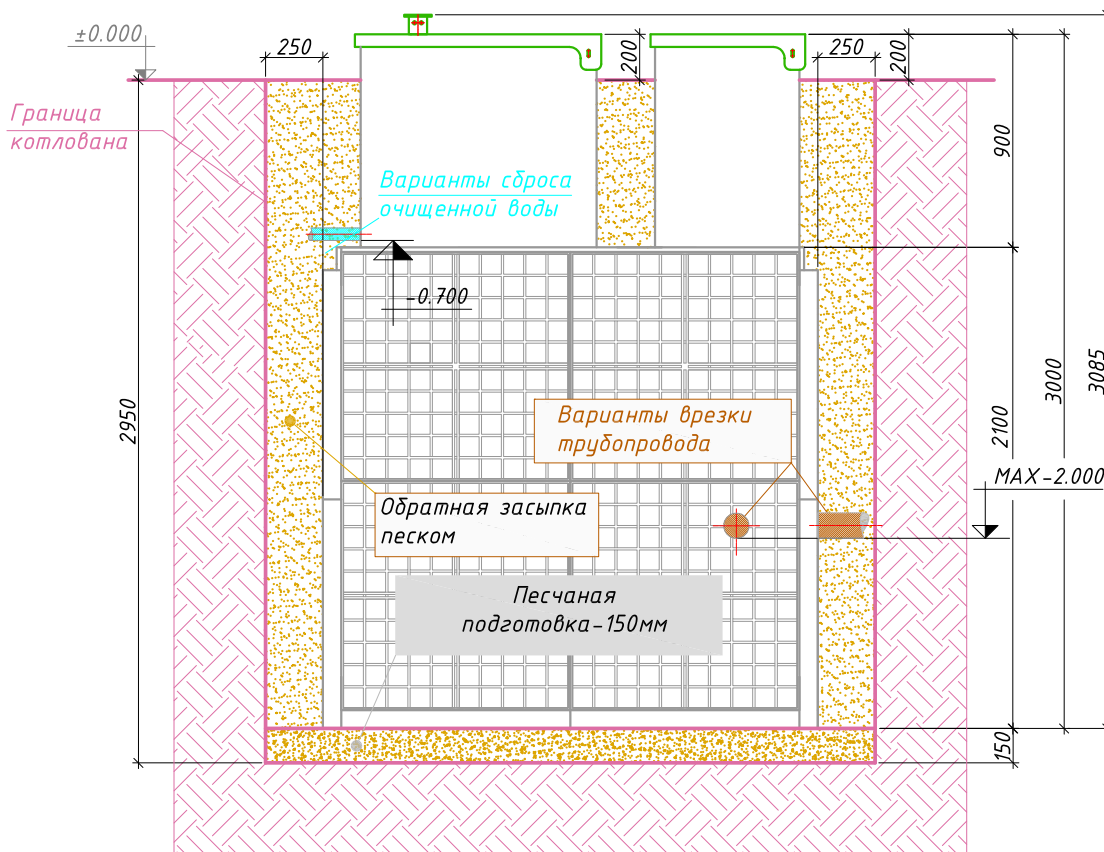 ±0.000
250
200
250
200
Граница
котлована
900
Варианты сброса
очищенной воды
-0.700
3085
3000
2950
2100
Варианты врезки
трубопровода
MAX-2.000
Обратная засыпка
песком
Песчаная
подготовка-150мм
150